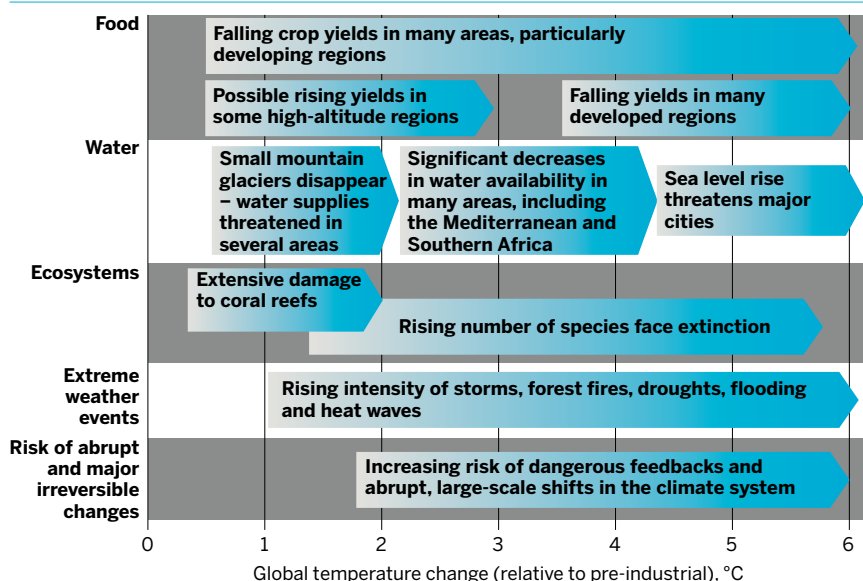 Food
Falling crop yields in many areas, particularly
developing regions
Possible rising yields in
some high-altitude regions
Falling yields in many
developed regions
Water
Small mountain
glaciers disappear
– water supplies
threatened in
several areas
Significant decreases
in water availability in
many areas, including
the Mediterranean and
Southern Africa
Sea level rise
threatens major
cities
Ecosystems
Extensive damage
to coral reefs
Rising number of species face extinction
Extreme
weather
events
Rising intensity of storms, forest fires, droughts, flooding
and heat waves
Risk of abrupt
and major
irreversible
changes
Increasing risk of dangerous feedbacks and
abrupt, large-scale shifts in the climate system
0 1 2 3 4 5 6
Global temperature change (relative to pre-industrial), °C